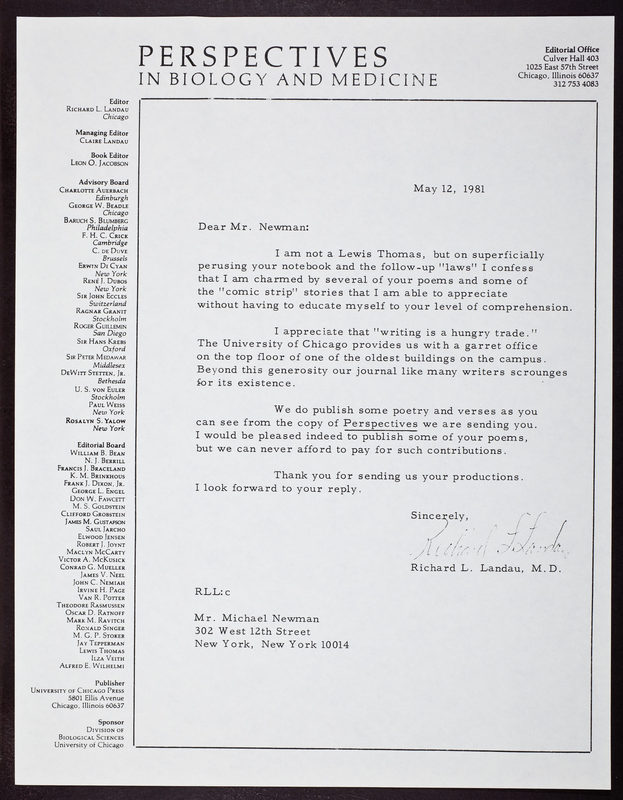 PERSPECTIVES
IN BIOLOGY AND MEDICINE
Editorial Office
Culver Hall 403
1025 East 57th Street
Chicago, Illinois 60637
312 753 4083
Editor
RICHARD L. LANDAU
Chicago
Managing Editor
CLAIRE LANDAU
Book Editor
LEON O. JACOBSON
Advisory Board
CHARLOTTE AUERBACH
Edinburgh
GEORGE W. BEADLE
Chicago
BARUCH S. BLUMBERG
Philadelphia
F. H. C. CRICK
Cambridge
C. DE DUVE
Brussels
ERWIN DI CYAN
New York
RENÉ J. DUBOS
New York
SIR JOHN ECCLES
Switzerland
RAGNAR GRANIT
Stockholm
ROGER GUILLEMIN
San Diego
SIR HANS KREBS
Oxford
SIR PETER MEDAWAR
Middlesex
DEWITT STETTEN, JR.
Bethesda
U. S. VON EULER
Stockholm
PAUL WEISS
New York
ROSALYN S. YALOW
New York
Editorial Board
WILLIAM B. BEAN
N. J. BERRILL
FRANCIS J. BRACELAND
K. M. BRINKHOUS
FRANK J. DIXON, JR.
GEORGE L. ENGEL
DON W. FAWCETT
M. S. GOLDSTEIN
CLIFFORD GROBSTEIN
JAMES M. GUSTAFSON
SAUL JARCHO
ELWOOD JENSEN
ROBERT J. JOYNT
MACLYN MCCARTY
VICTOR A. MCKUSICK
CONRAD G. MUELLER
JAMES V. NEEL
JOHN C. NEMIAH
IRVINE H. PAGE
VAN R. POTTER
THEODORE RASMUSSEN
OSCAR D. RATNOFF
MARK M. RAVITCH
RONALD SINGER
M. G. P. STOKER
JAY TEPPERMAN
LEWIS THOMAS
ILZA VEITH
ALFRED E. WILHELMI
Publisher
UNIVERSITY OF CHICAGO PRESS
5801 Ellis Avenue
Chicago, Illinois 60637
Sponsor
DIVISION OF
BIOLOGICAL SCIENCES
University of Chicago
May 12, 1981
Dear Mr. Newman:
I am not a Lewis Thomas, but on superficially
perusing your notebook and the follow-up "laws" I confess
that I am charmed by several of your poems and some of
the "comic strip" stories that I am able to appreciate
without having to educate myself to your level of comprehension.
I appreciate that "writing is a hungry trade."
The University of Chicago provides us with a garret office
on the top floor of one of the oldest buildings on the campus.
Beyond this generosity our journal like many writers scrounges
for its existence.
We do publish some poetry and verses as you
can see from the copy of Perspectives we are sending you.
I would be pleased indeed to publish some of your poems,
but we can never afford to pay for such contributions.
Thank you for sending us your productions.
I look forward to your reply.
Sincerely,
Richard L Landau
Richard L. Landau, M.D.
RLL:c
Mr. Michael Newman
302 West 12th Street
New York, New York 10014